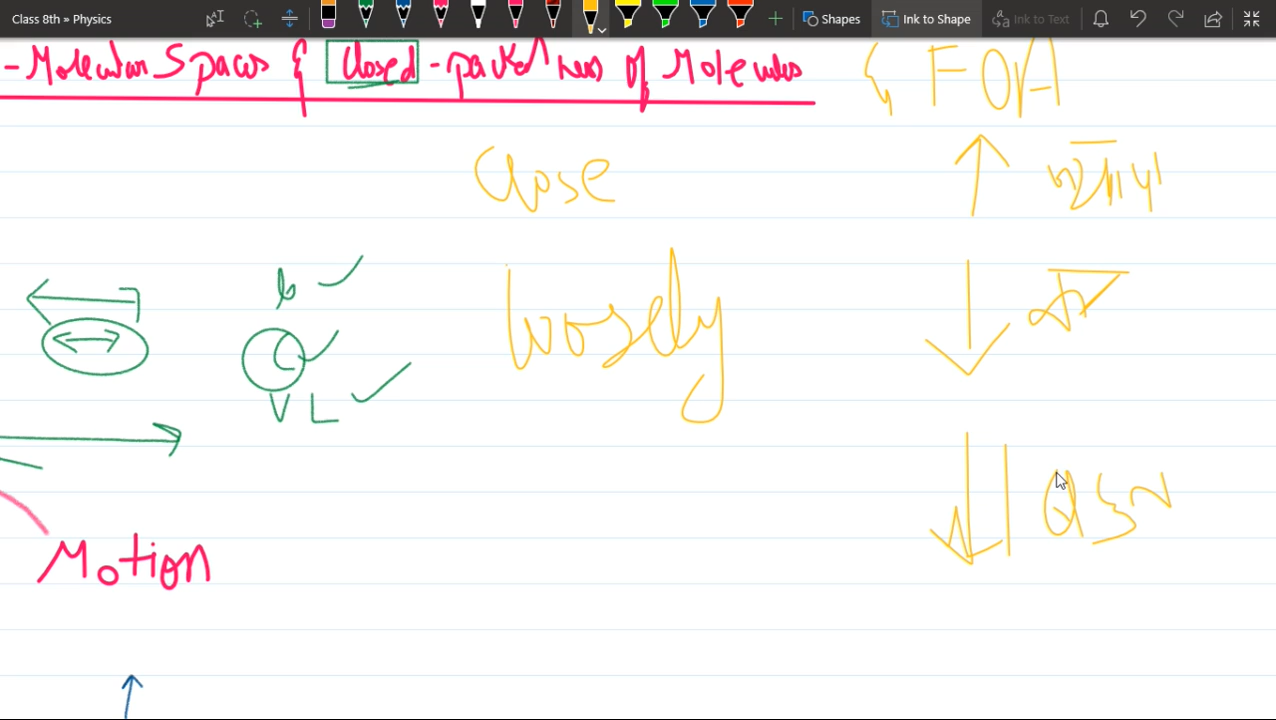 Class 8th » Physics
Shapes
Ink to Shape
Ink to Text
- Molecular Spaces & Closed - packed ness of Molecules
FOA
Close
loosely
b
C
VL
Motion